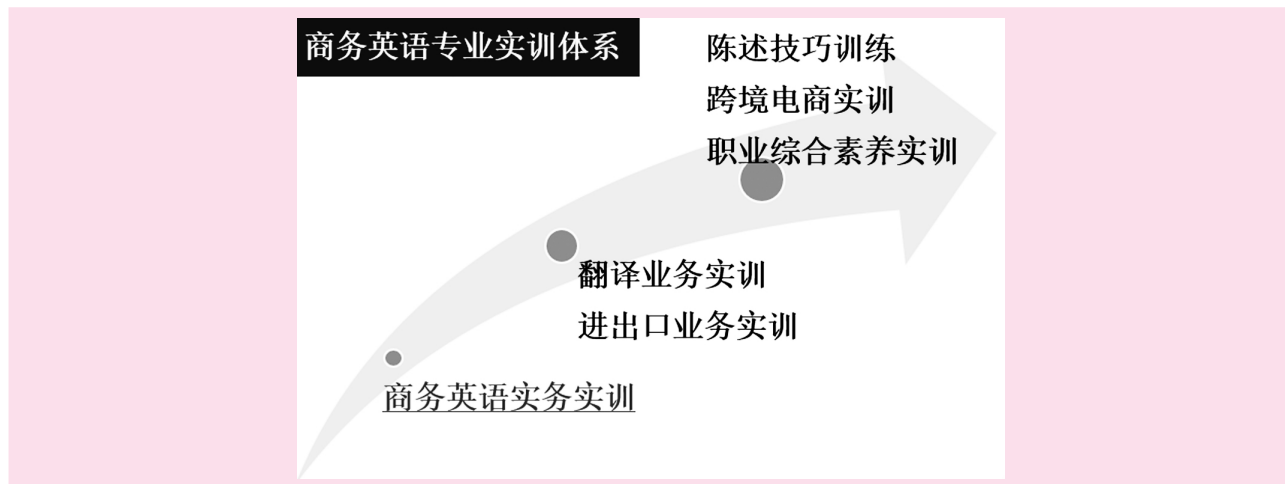 商务英语专业实训体系
陈述技巧训练
跨境电商实训
职业综合素养实训
翻译业务实训
进出口业务实训
商务英语实务实训